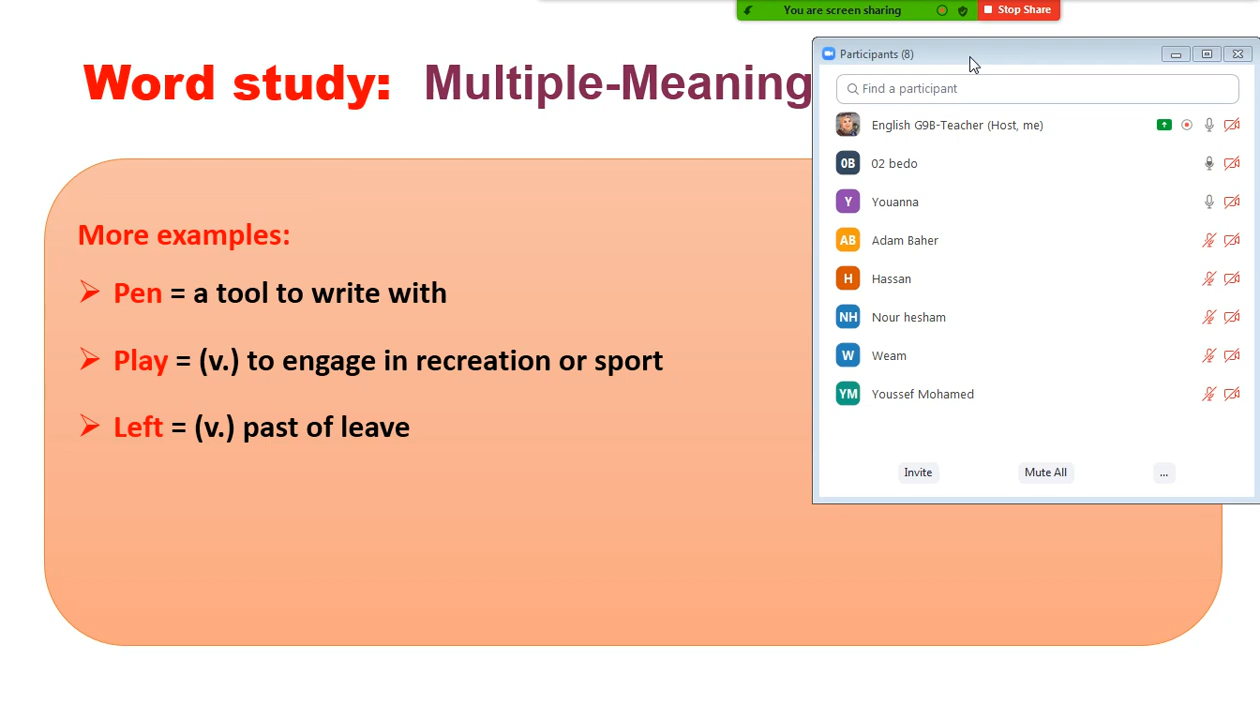 You are screen sharing
Stop Share
Word study: Multiple-Meaning
More examples:
Pen = a tool to write with
Play = (v.) to engage in recreation or sport
Left = (v.) past of leave
Participants (8)
Find a participant
English G9B-Teacher (Host, me)
0B 02 bedo
Y Youanna
AB Adam Baher
H Hassan
NH Nour hesham
W Weam
YM Youssef Mohamed
Invite Mute All ...